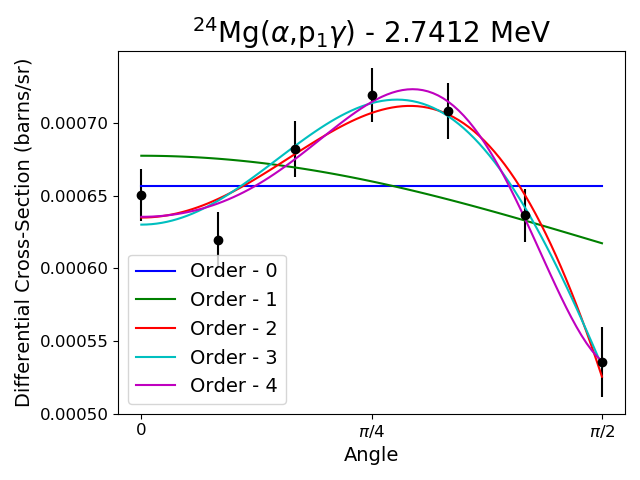 ²⁴Mg(α,p₁γ) - 2.7412 MeV
Differential Cross-Section (barns/sr)
0.00070
0.00065
0.00060
0.00055
0.00050
Order - 0
Order - 1
Order - 2
Order - 3
Order - 4
0
π/4
π/2
Angle